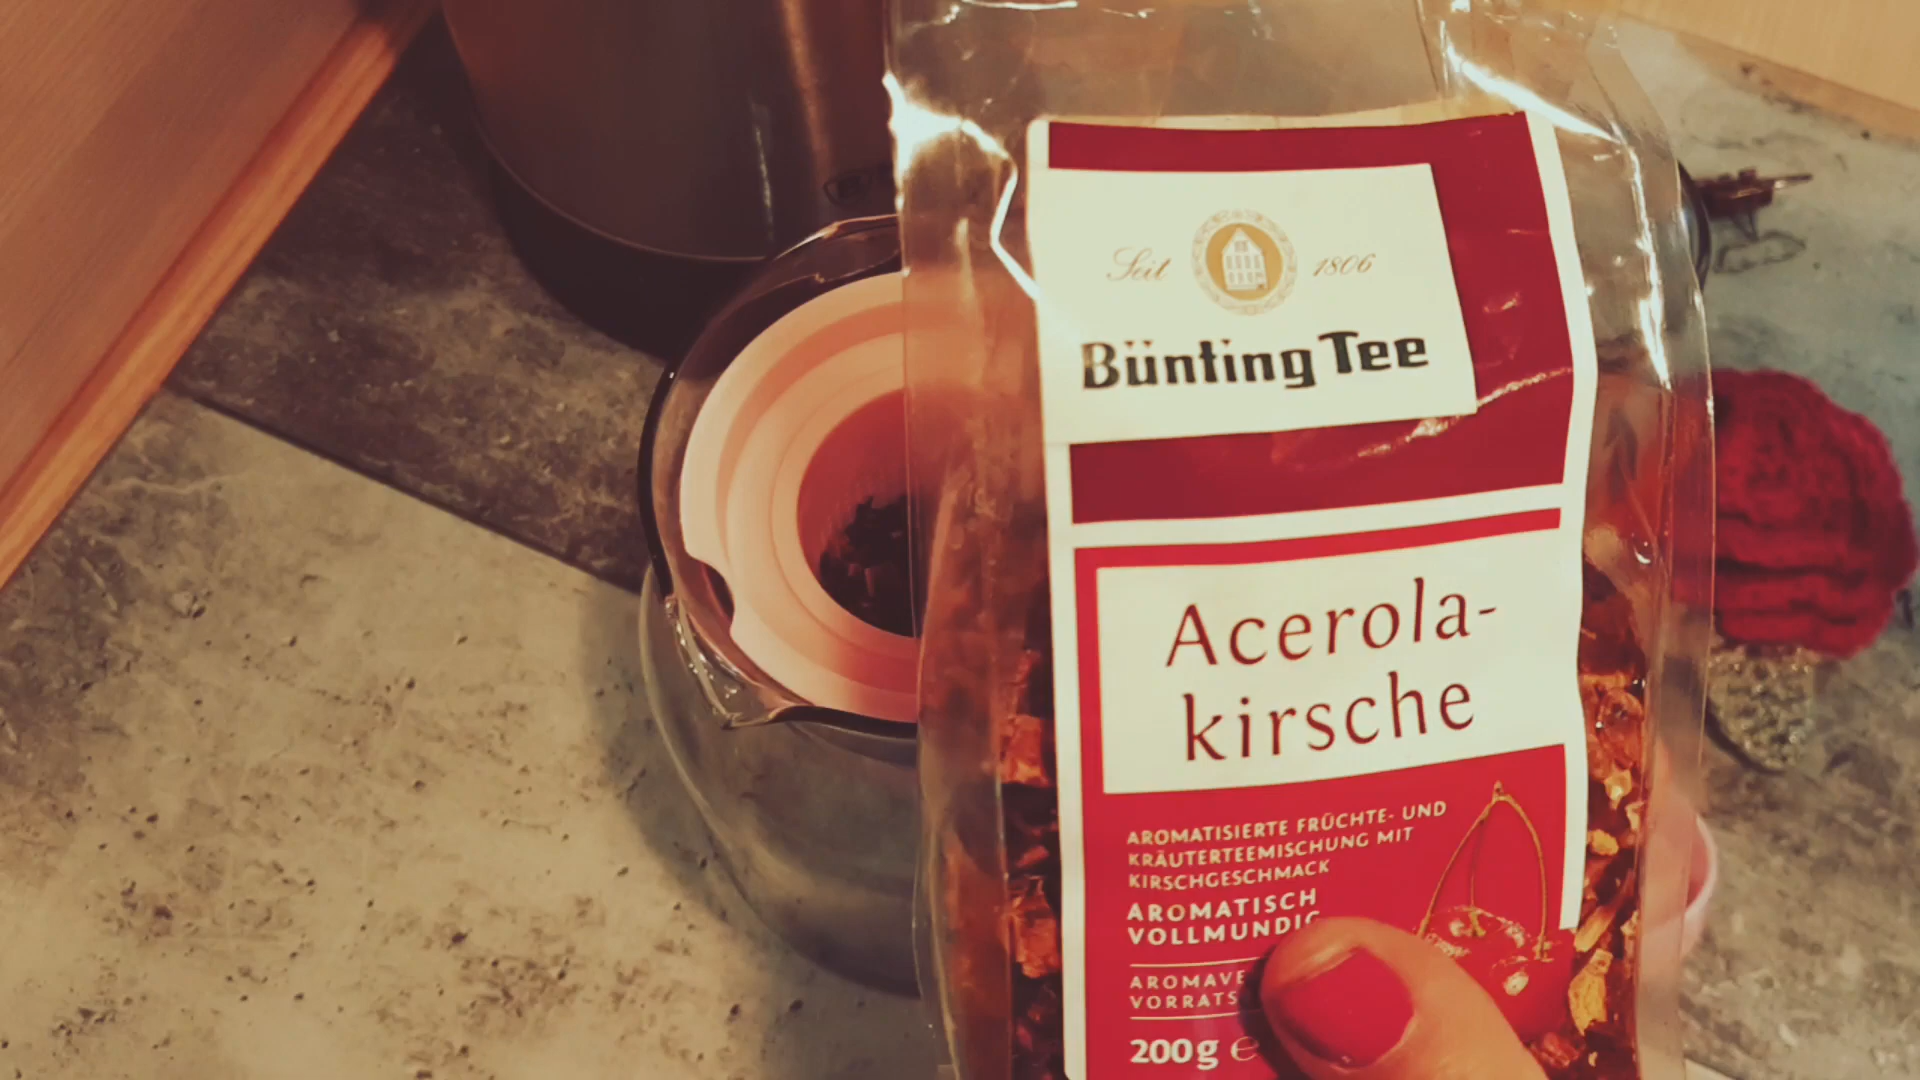 Seit 1806
Bünting Tee
Acerola-
kirsche
AROMATISIERTE FRÜCHTE- UND
KRÄUTERTEEMISCHUNG MIT
KIRSCHGESCHMACK
AROMATISCH
VOLLMUNDIG
AROMAVE
VORRATS
200g ℮